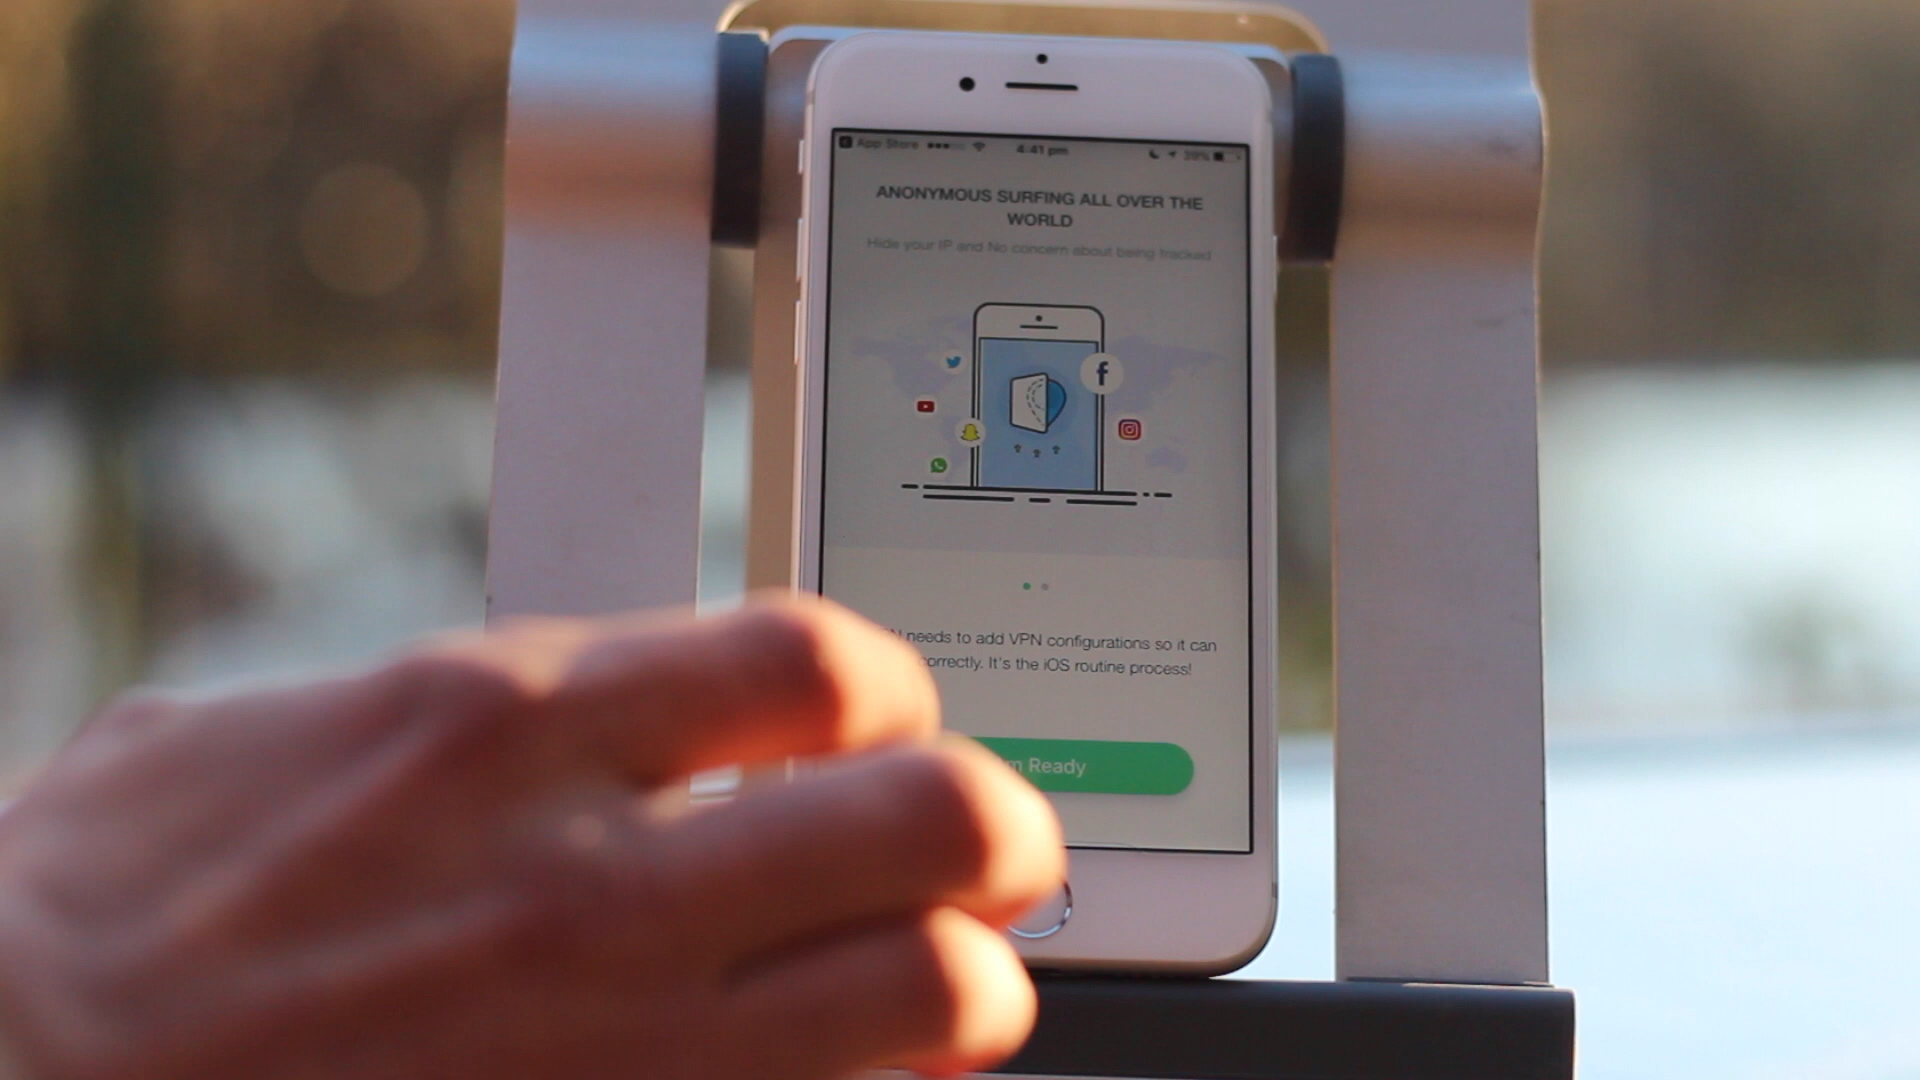 App Store 4:41 pm 39%
ANONYMOUS SURFING ALL OVER THE
WORLD
Hide your IP and No concern about being tracked
f
needs to add VPN configurations so it can
correctly. It's the iOS routine process!
Ready